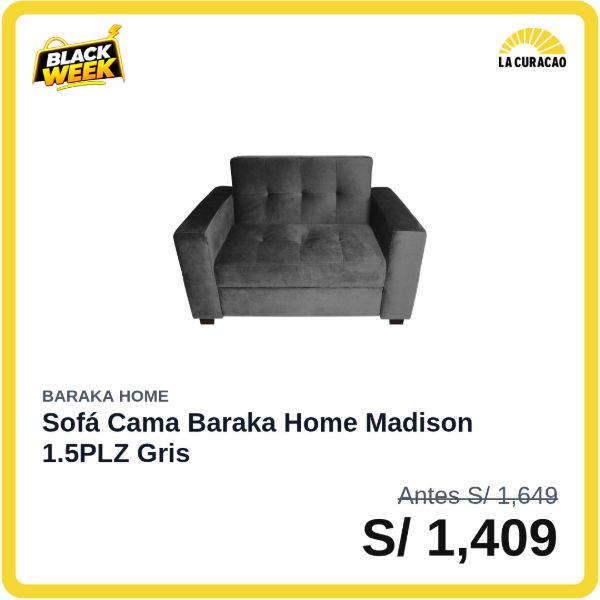 BLACK
WEEK
LA CURACAO
BARAKA HOME
Sofá Cama Baraka Home Madison
1.5PLZ Gris
Antes S/ 1,649
S/ 1,409